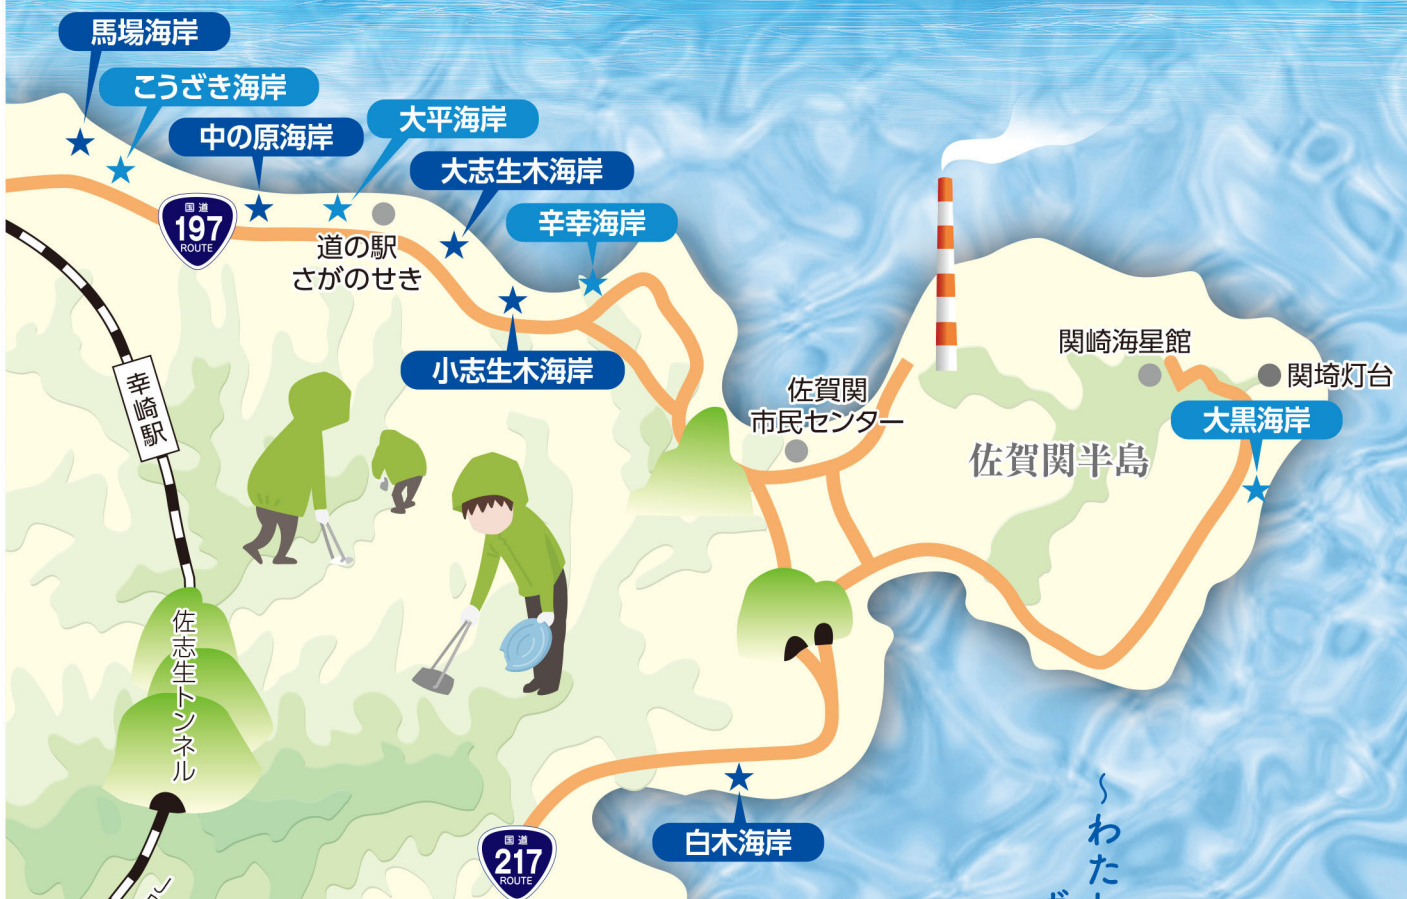 馬場海岸
こうざき海岸
中の原海岸
大平海岸
大志生木海岸
辛幸海岸
国道
197
ROUTE
道の駅
さがのせき
小志生木海岸
幸崎駅
佐賀関
市民センター
関崎海星館
関埼灯台
大黒海岸
佐賀関半島
佐志生トンネル
白木海岸
国道
217
ROUTE
～わた